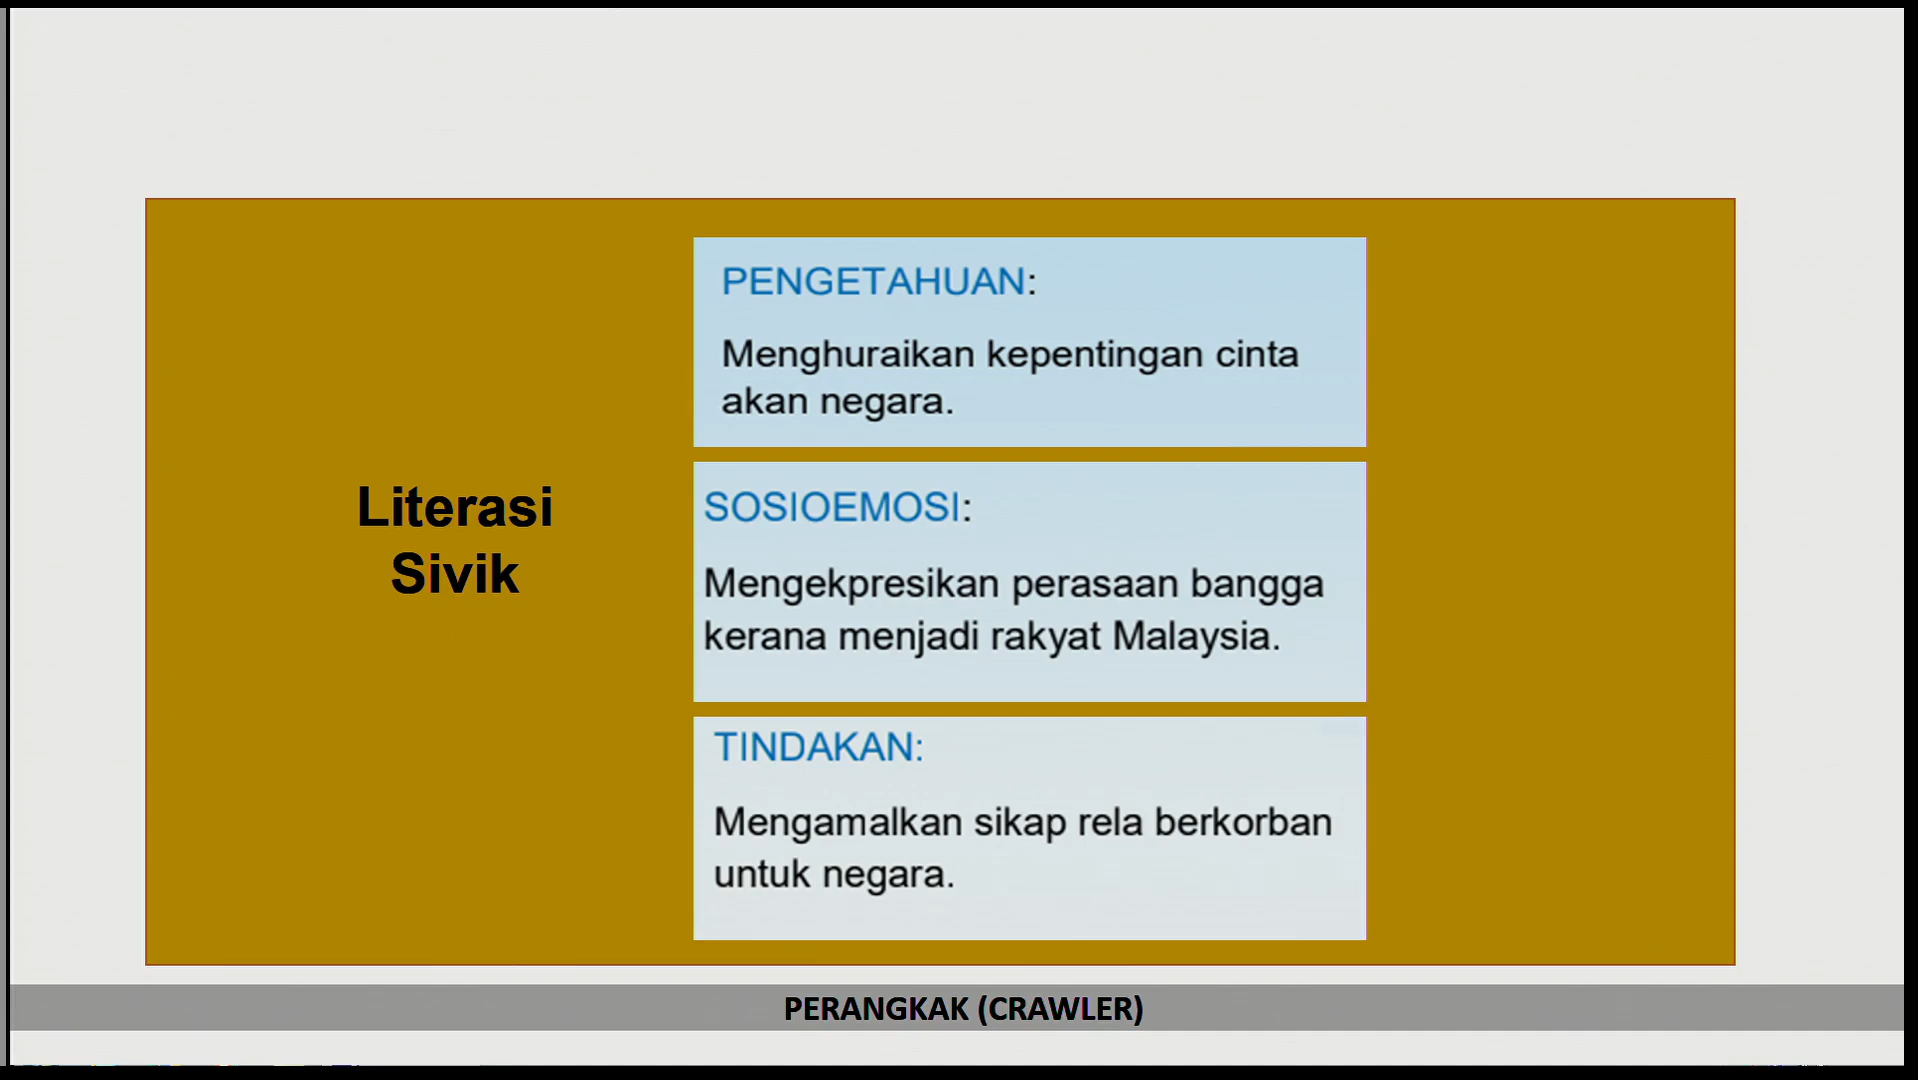 Literasi
Sivik
PENGETAHUAN:
Menghuraikan kepentingan cinta
akan negara.
SOSIOEMOSI:
Mengekpresikan perasaan bangga
kerana menjadi rakyat Malaysia.
TINDAKAN:
Mengamalkan sikap rela berkorban
untuk negara.
PERANGKAK (CRAWLER)